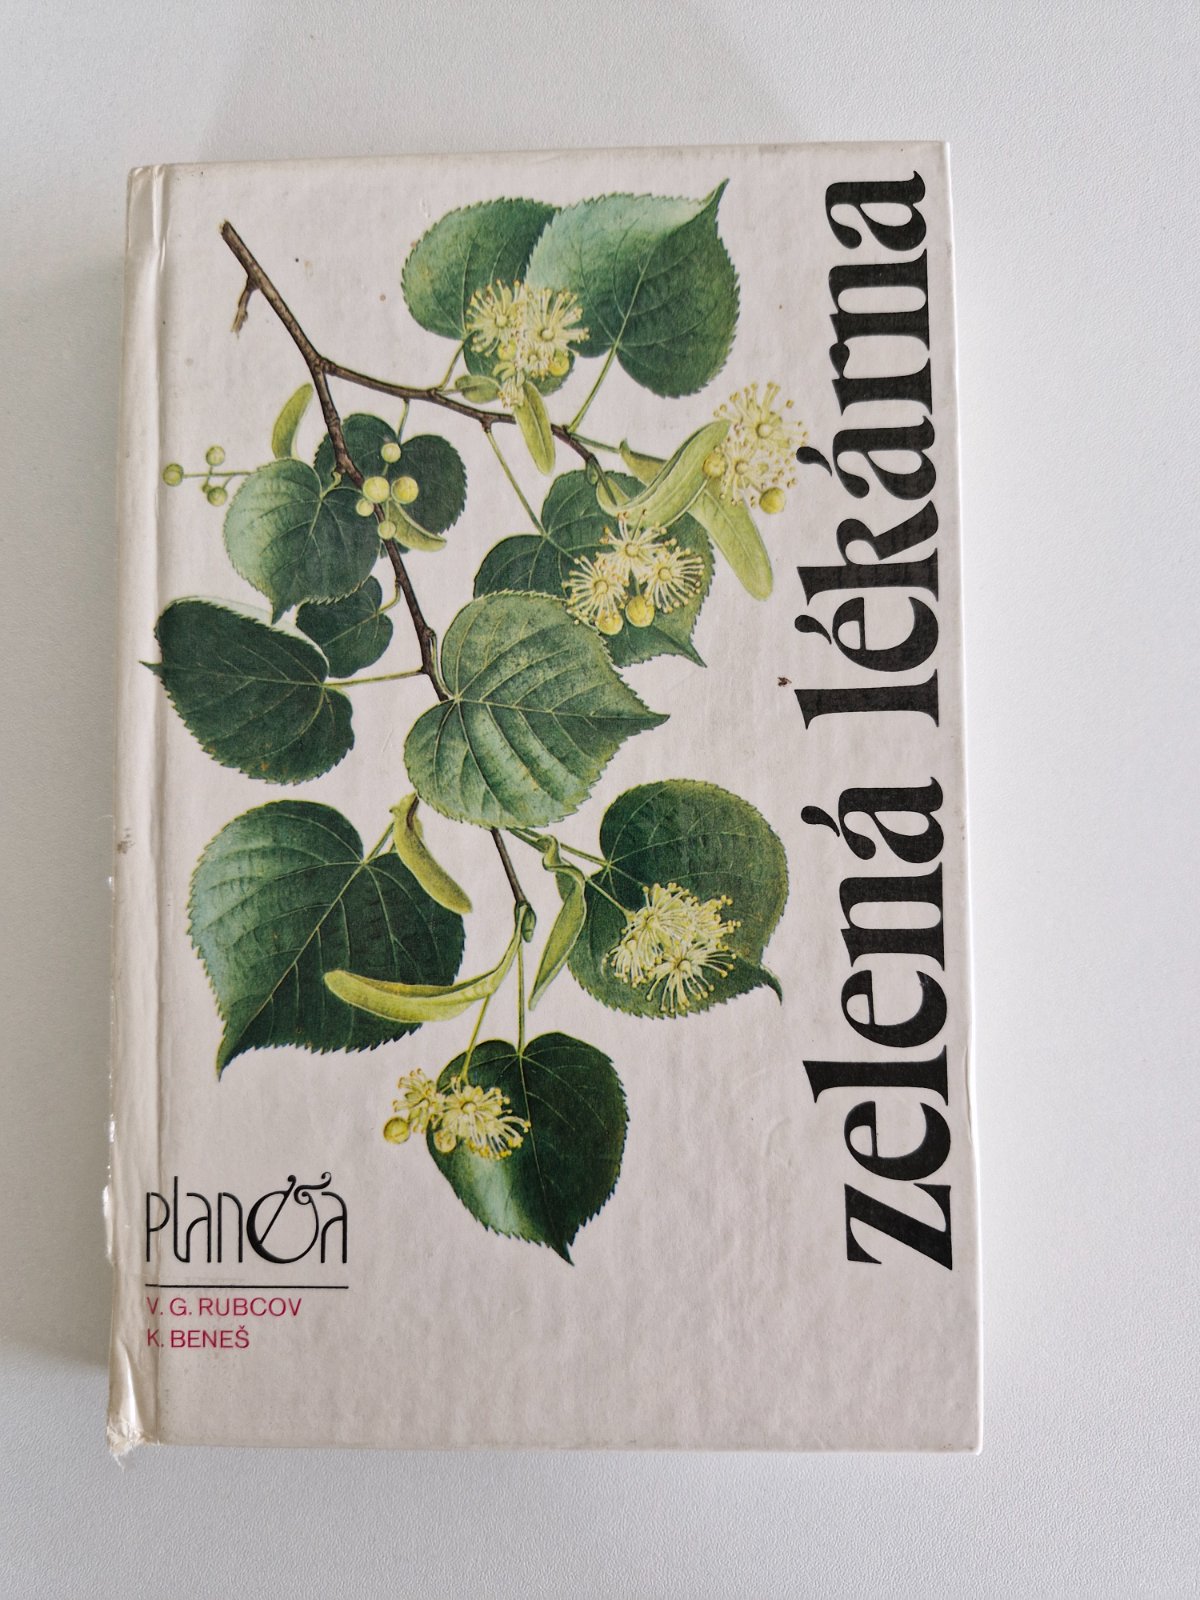 zelená lékárna
planeta
V. G. RUBCOV
K. BENEŠ